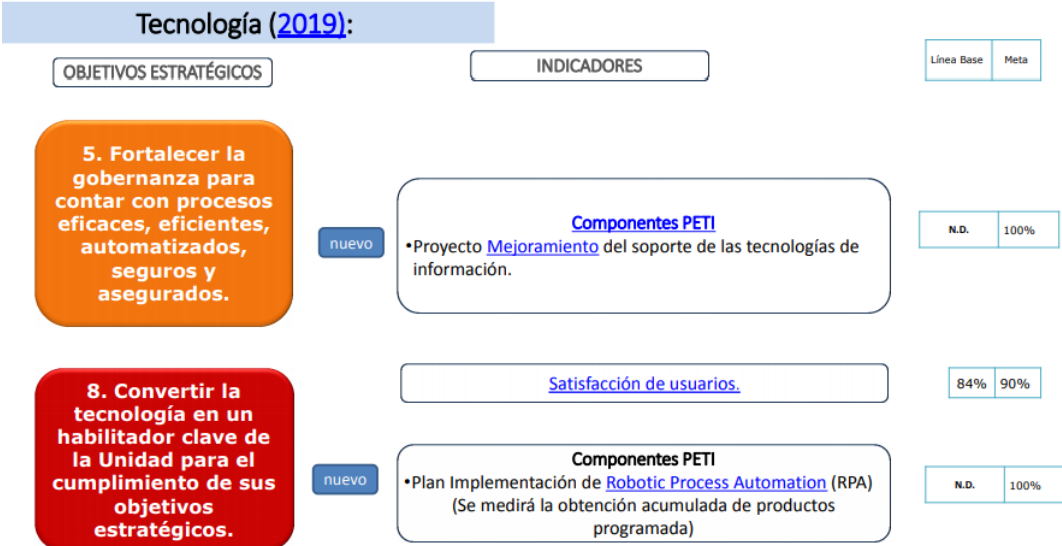 Tecnología (2019):
OBJETIVOS ESTRATÉGICOS
INDICADORES
Línea Base
Meta
5. Fortalecer la
gobernanza para
contar con procesos
eficaces, eficientes,
automatizados,
seguros y
asegurados.
nuevo
Componentes PETI
•Proyecto Mejoramiento del soporte de las tecnologías de
información.
N.D.
100%
8. Convertir la
tecnología en un
habilitador clave de
la Unidad para el
cumplimiento de sus
objetivos
estratégicos.
Satisfacción de usuarios.
84%
90%
nuevo
Componentes PETI
•Plan Implementación de Robotic Process Automation (RPA)
(Se medirá la obtención acumulada de productos
programada)
N.D.
100%